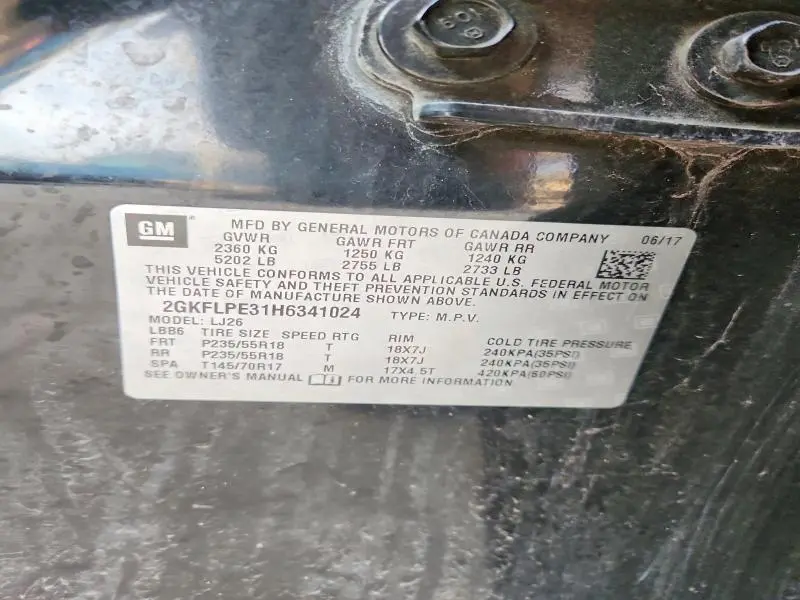 601
GM
MFD BY GENERAL MOTORS OF CANADA COMPANY 06/17
GVWR GAWR FRT GAWR RR
2360 KG 1250 KG 1240 KG
5202 LB 2755 LB 2733 LB
THIS VEHICLE CONFORMS TO ALL APPLICABLE U.S. FEDERAL MOTOR
VEHICLE SAFETY AND THEFT PREVENTION STANDARDS IN EFFECT ON
THE DATE OF MANUFACTURE SHOWN ABOVE.
2GKFLPE31H6341024 TYPE: M.P.V.
MODEL: LJ26
LBB6 TIRE SIZE SPEED RTG RIM COLD TIRE PRESSURE
FRT P235/55R18 T 18X7J 240KPA(35PSI)
RR P235/55R18 T 18X7J 240KPA(35PSI)
SPA T145/70R17 M 17X4.5T 420KPA(60PSI)
SEE OWNER'S MANUAL FOR MORE INFORMATION